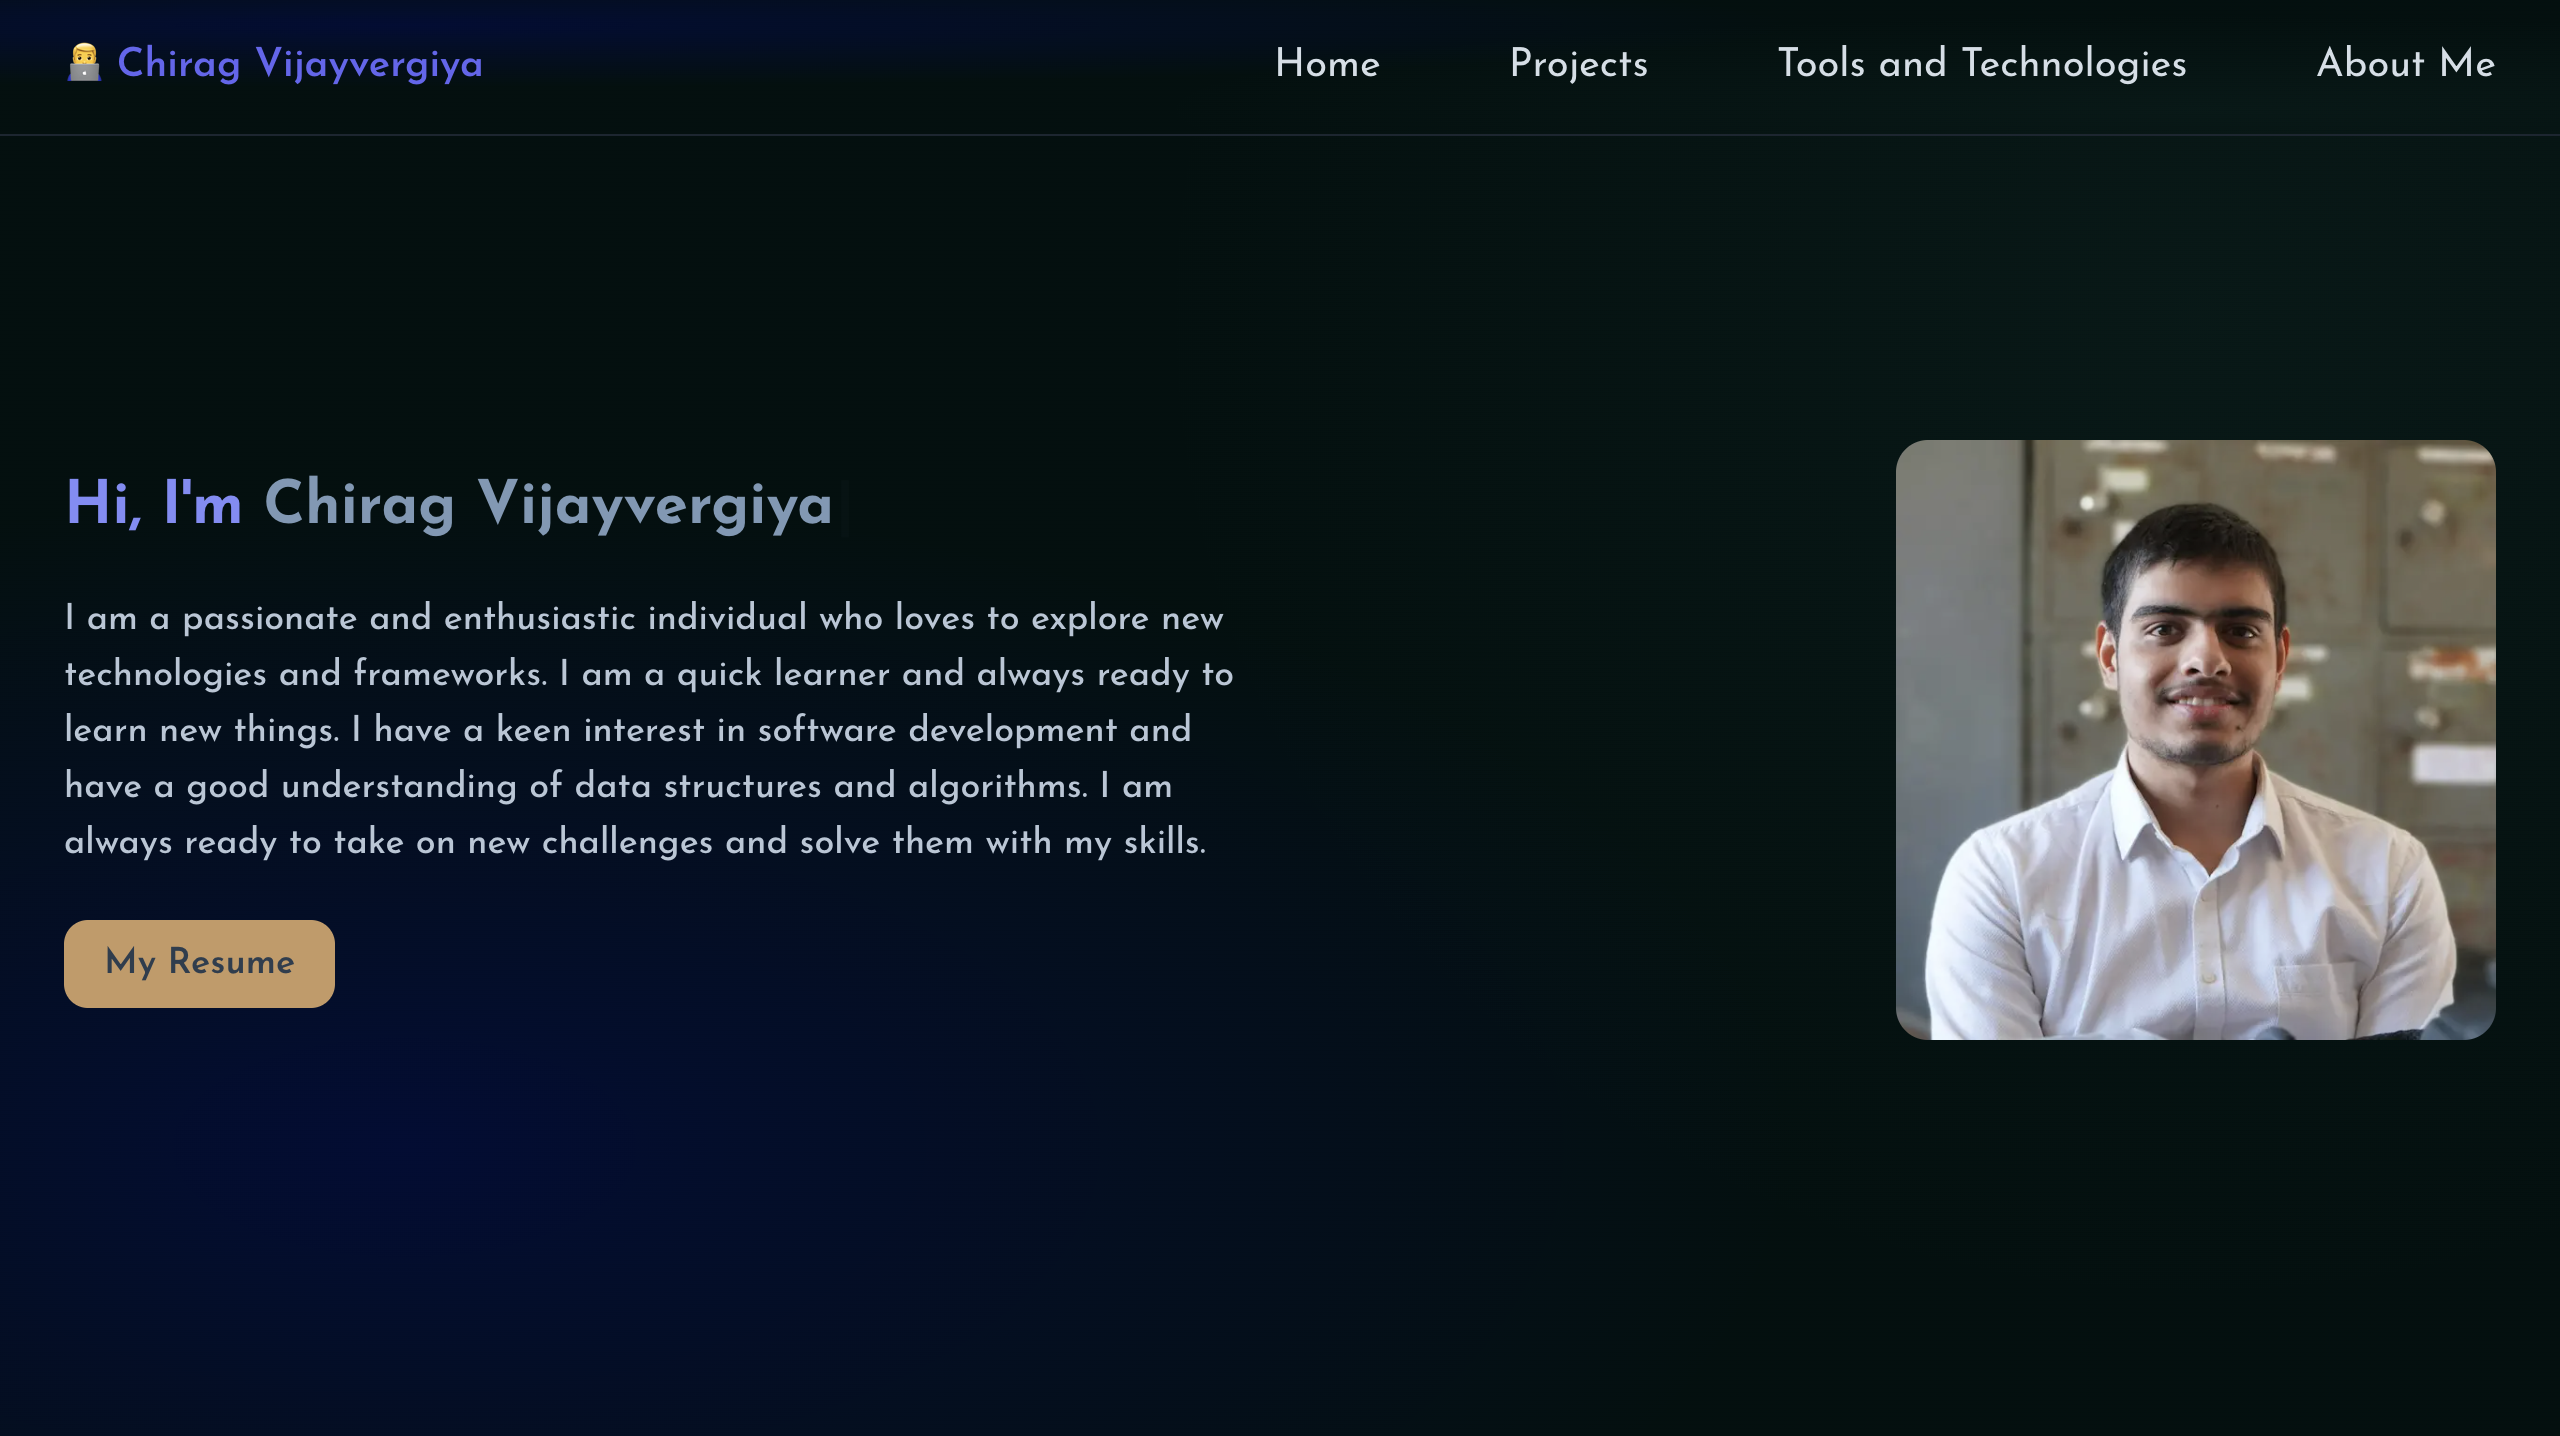 Chirag Vijayvergiya
Home
Projects
Tools and Technologies
About Me
Hi, I'm Chirag Vijayvergiya
I am a passionate and enthusiastic individual who loves to explore new
technologies and frameworks. I am a quick learner and always ready to
learn new things. I have a keen interest in software development and
have a good understanding of data structures and algorithms. I am
always ready to take on new challenges and solve them with my skills.
My Resume